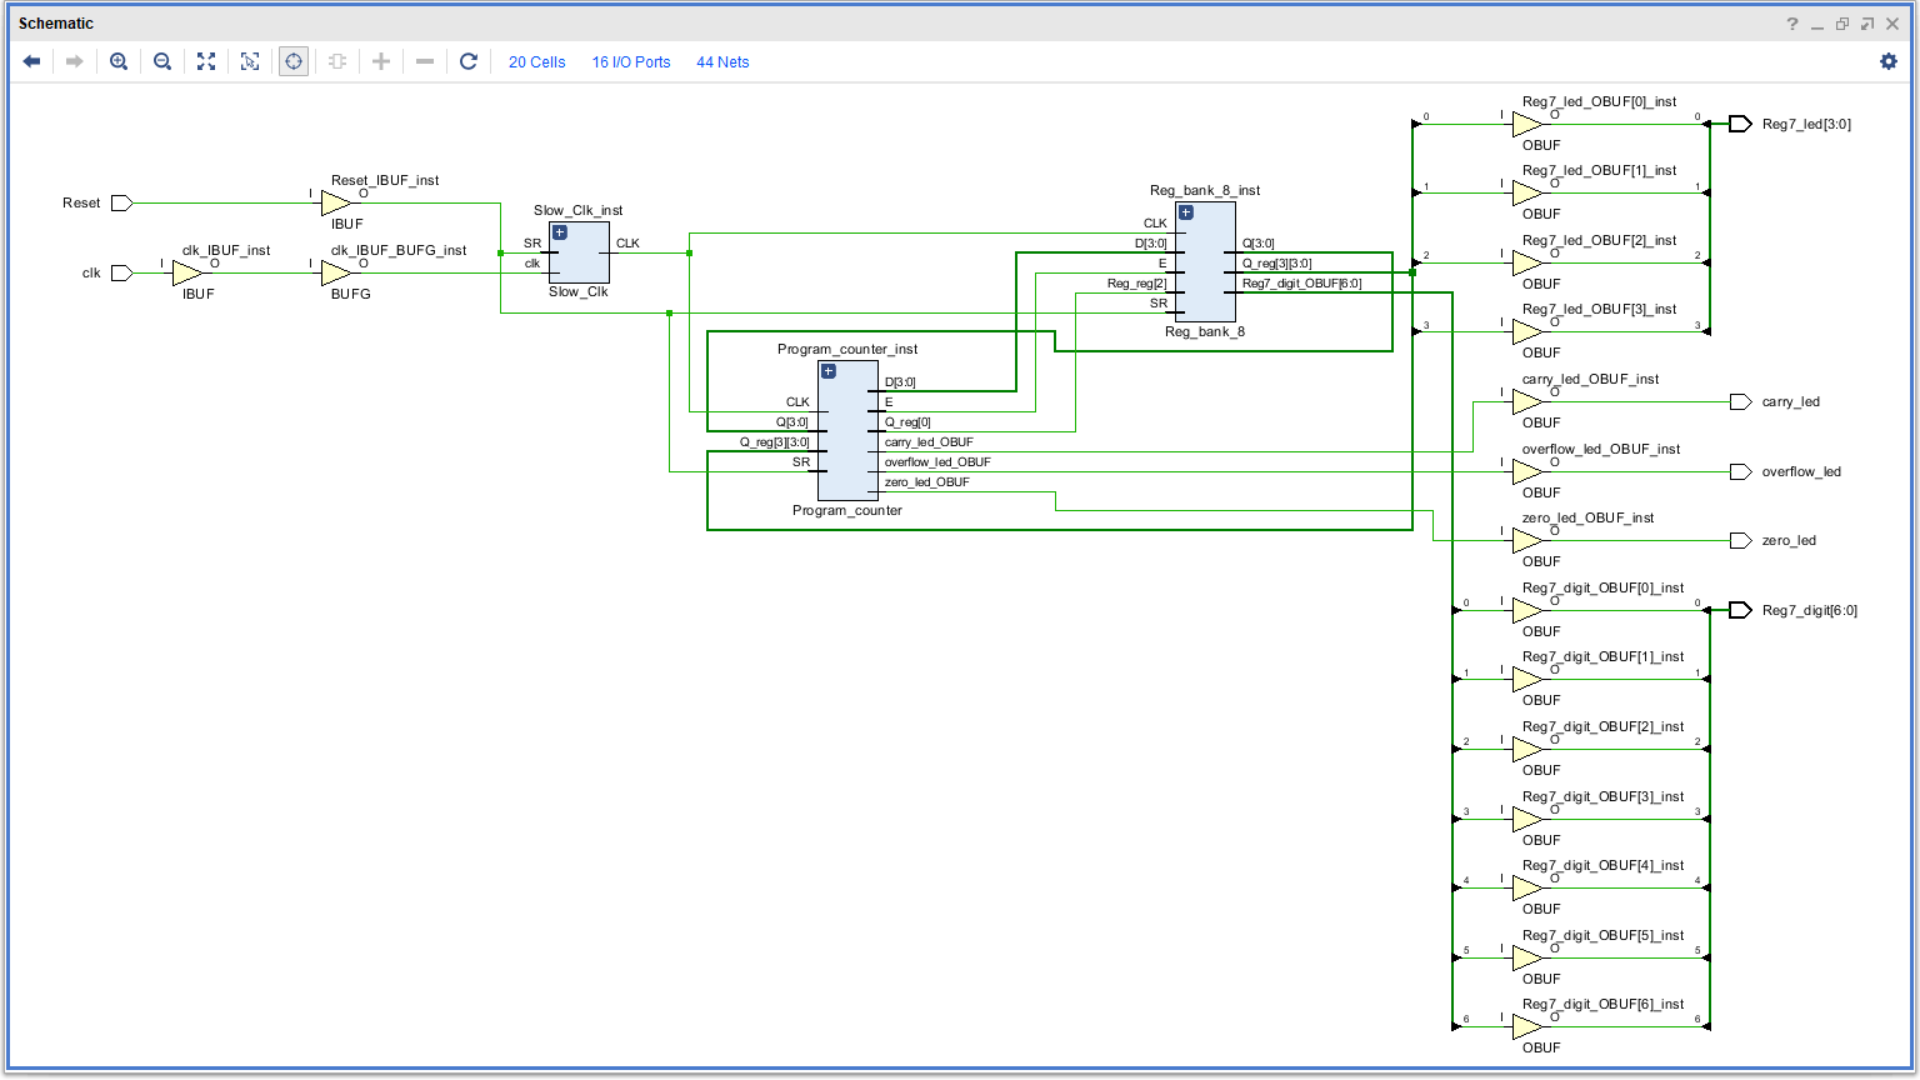 Schematic
20 Cells 16 I/O Ports 44 Nets
Reset
I
Reset_IBUF_inst
O
IBUF
clk
I
clk_IBUF_inst
O
IBUF
I
clk_IBUF_BUFG_inst
O
BUFG
Slow_Clk_inst
SR
clk
CLK
Slow_Clk
Program_counter_inst
CLK
Q[3:0]
Q_reg[3][3:0]
SR
D[3:0]
E
Q_reg[0]
carry_led_OBUF
overflow_led_OBUF
zero_led_OBUF
Program_counter
Reg_bank_8_inst
CLK
D[3:0]
E
Reg_reg[2]
SR
Q[3:0]
Q_reg[3][3:0]
Reg7_digit_OBUF[6:0]
Reg_bank_8
Reg7_led_OBUF[0]_inst
0 I O 0 Reg7_led[3:0]
OBUF
Reg7_led_OBUF[1]_inst
1 I O 1
OBUF
Reg7_led_OBUF[2]_inst
2 I O 2
OBUF
Reg7_led_OBUF[3]_inst
3 I O 3
OBUF
carry_led_OBUF_inst
I O carry_led
OBUF
overflow_led_OBUF_inst
I O overflow_led
OBUF
zero_led_OBUF_inst
I O zero_led
OBUF
Reg7_digit_OBUF[0]_inst
0 I O 0 Reg7_digit[6:0]
OBUF
Reg7_digit_OBUF[1]_inst
1 I O 1
OBUF
Reg7_digit_OBUF[2]_inst
2 I O 2
OBUF
Reg7_digit_OBUF[3]_inst
3 I O 3
OBUF
Reg7_digit_OBUF[4]_inst
4 I O 4
OBUF
Reg7_digit_OBUF[5]_inst
5 I O 5
OBUF
Reg7_digit_OBUF[6]_inst
6 I O 6
OBUF